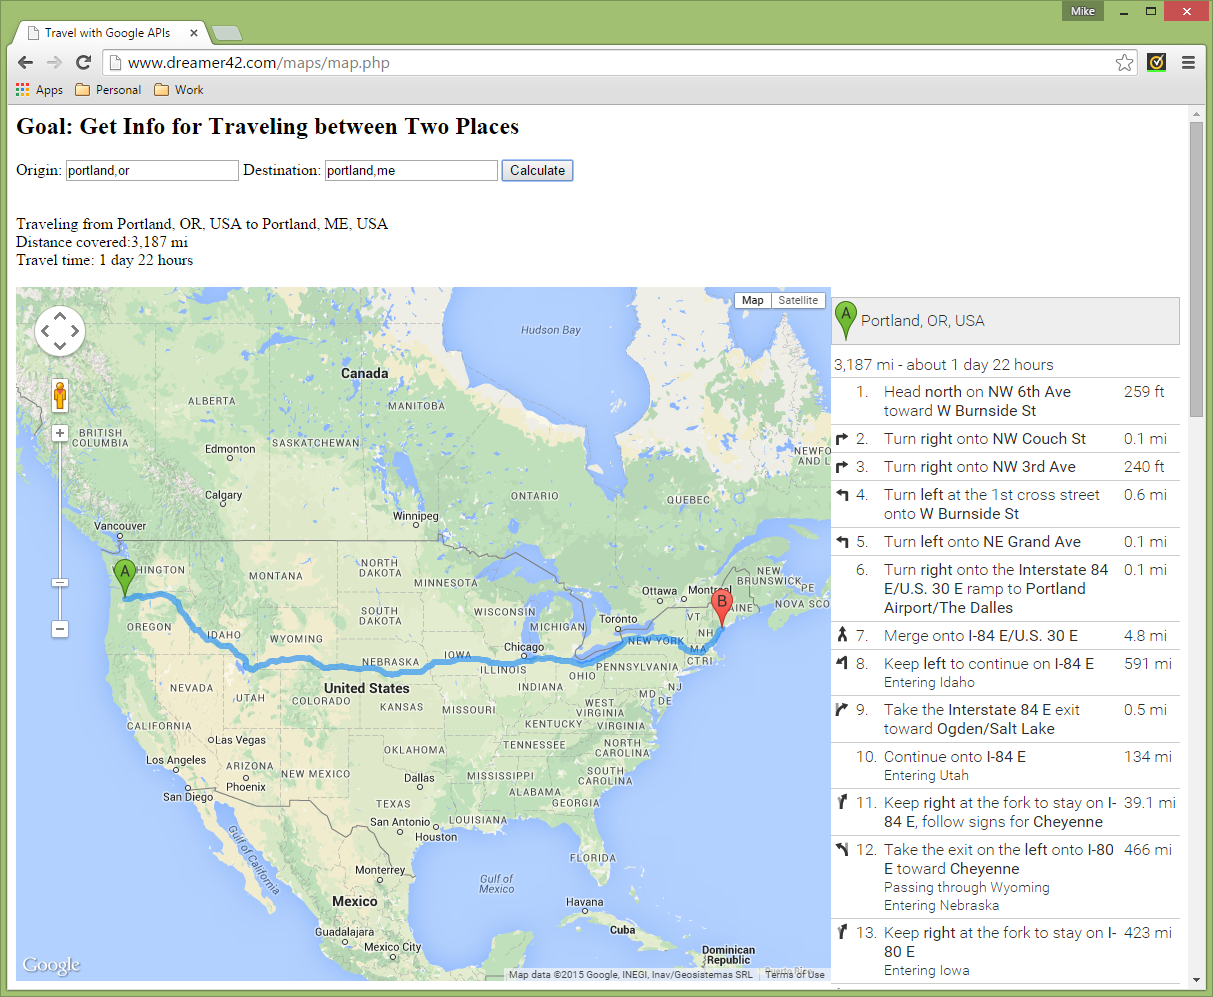 Mike
Travel with Google APIs
www.dreamer42.com/maps/map.php
Apps Personal Work
Goal: Get Info for Traveling between Two Places
Origin: portland,or Destination: portland,me Calculate
Traveling from Portland, OR, USA to Portland, ME, USA
Distance covered:3,187 mi
Travel time: 1 day 22 hours
Map Satellite
Hudson Bay
Canada
ALBERTA
MANITOBA
BRITISH
COLUMBIA
SASKATCHEWAN
Edmonton
NEWFO
AND L
Calgary
ONTARIO
QUEBEC
Winnipeg
Vancouver
A
HINGTON
MONTANA
NORTH
DAKOTA
MINNESOTA
Ottawa
Montreal
NEW
BRUNSWICK
PE
NOVA SCO
B
AINE
OREGON
IDAHO
WYOMING
SOUTH
DAKOTA
WISCONSIN
MICHIGAN
Toronto
VT
NH
NEW YORK
MA
CT
RI
NEBRASKA
IOWA
Chicago
ILLINOIS
OHIO
PENNSYLVANIA
NEVADA
UTAH
COLORADO
United States
KANSAS
MISSOURI
INDIANA
WEST
VIRGINIA
MD
DE
NJ
CALIFORNIA
KENTUCKY
VIRGINIA
Las Vegas
Los Angeles
ARIZONA
Phoenix
NEW MEXICO
OKLAHOMA
TENNESSEE
NORTH
CAROLINA
San Diego
Dallas
MISSISSIPPI
ALABAMA
SOUTH
CAROLINA
GEORGIA
TEXAS
San Antonio
LOUISIANA
Houston
Gulf of California
FLORIDA
Monterrey
Gulf of
Mexico
Mexico
Havana
Cuba
Guadalajara
Mexico City
Dominican
Republic
Puerto Rico
Google
Map data ©2015 Google, INEGI, Inav/Geosistemas SRL Terms of Use
A Portland, OR, USA
3,187 mi - about 1 day 22 hours
1. Head north on NW 6th Ave 259 ft
toward W Burnside St
2. Turn right onto NW Couch St 0.1 mi
3. Turn right onto NW 3rd Ave 240 ft
4. Turn left at the 1st cross street 0.6 mi
onto W Burnside St
5. Turn left onto NE Grand Ave 0.1 mi
6. Turn right onto the Interstate 84 0.1 mi
E/U.S. 30 E ramp to Portland
Airport/The Dalles
7. Merge onto I-84 E/U.S. 30 E 4.8 mi
8. Keep left to continue on I-84 E 591 mi
Entering Idaho
9. Take the Interstate 84 E exit 0.5 mi
toward Ogden/Salt Lake
10. Continue onto I-84 E 134 mi
Entering Utah
11. Keep right at the fork to stay on I- 39.1 mi
84 E, follow signs for Cheyenne
12. Take the exit on the left onto I-80 466 mi
E toward Cheyenne
Passing through Wyoming
Entering Nebraska
13. Keep right at the fork to stay on I- 423 mi
80 E
Entering Iowa